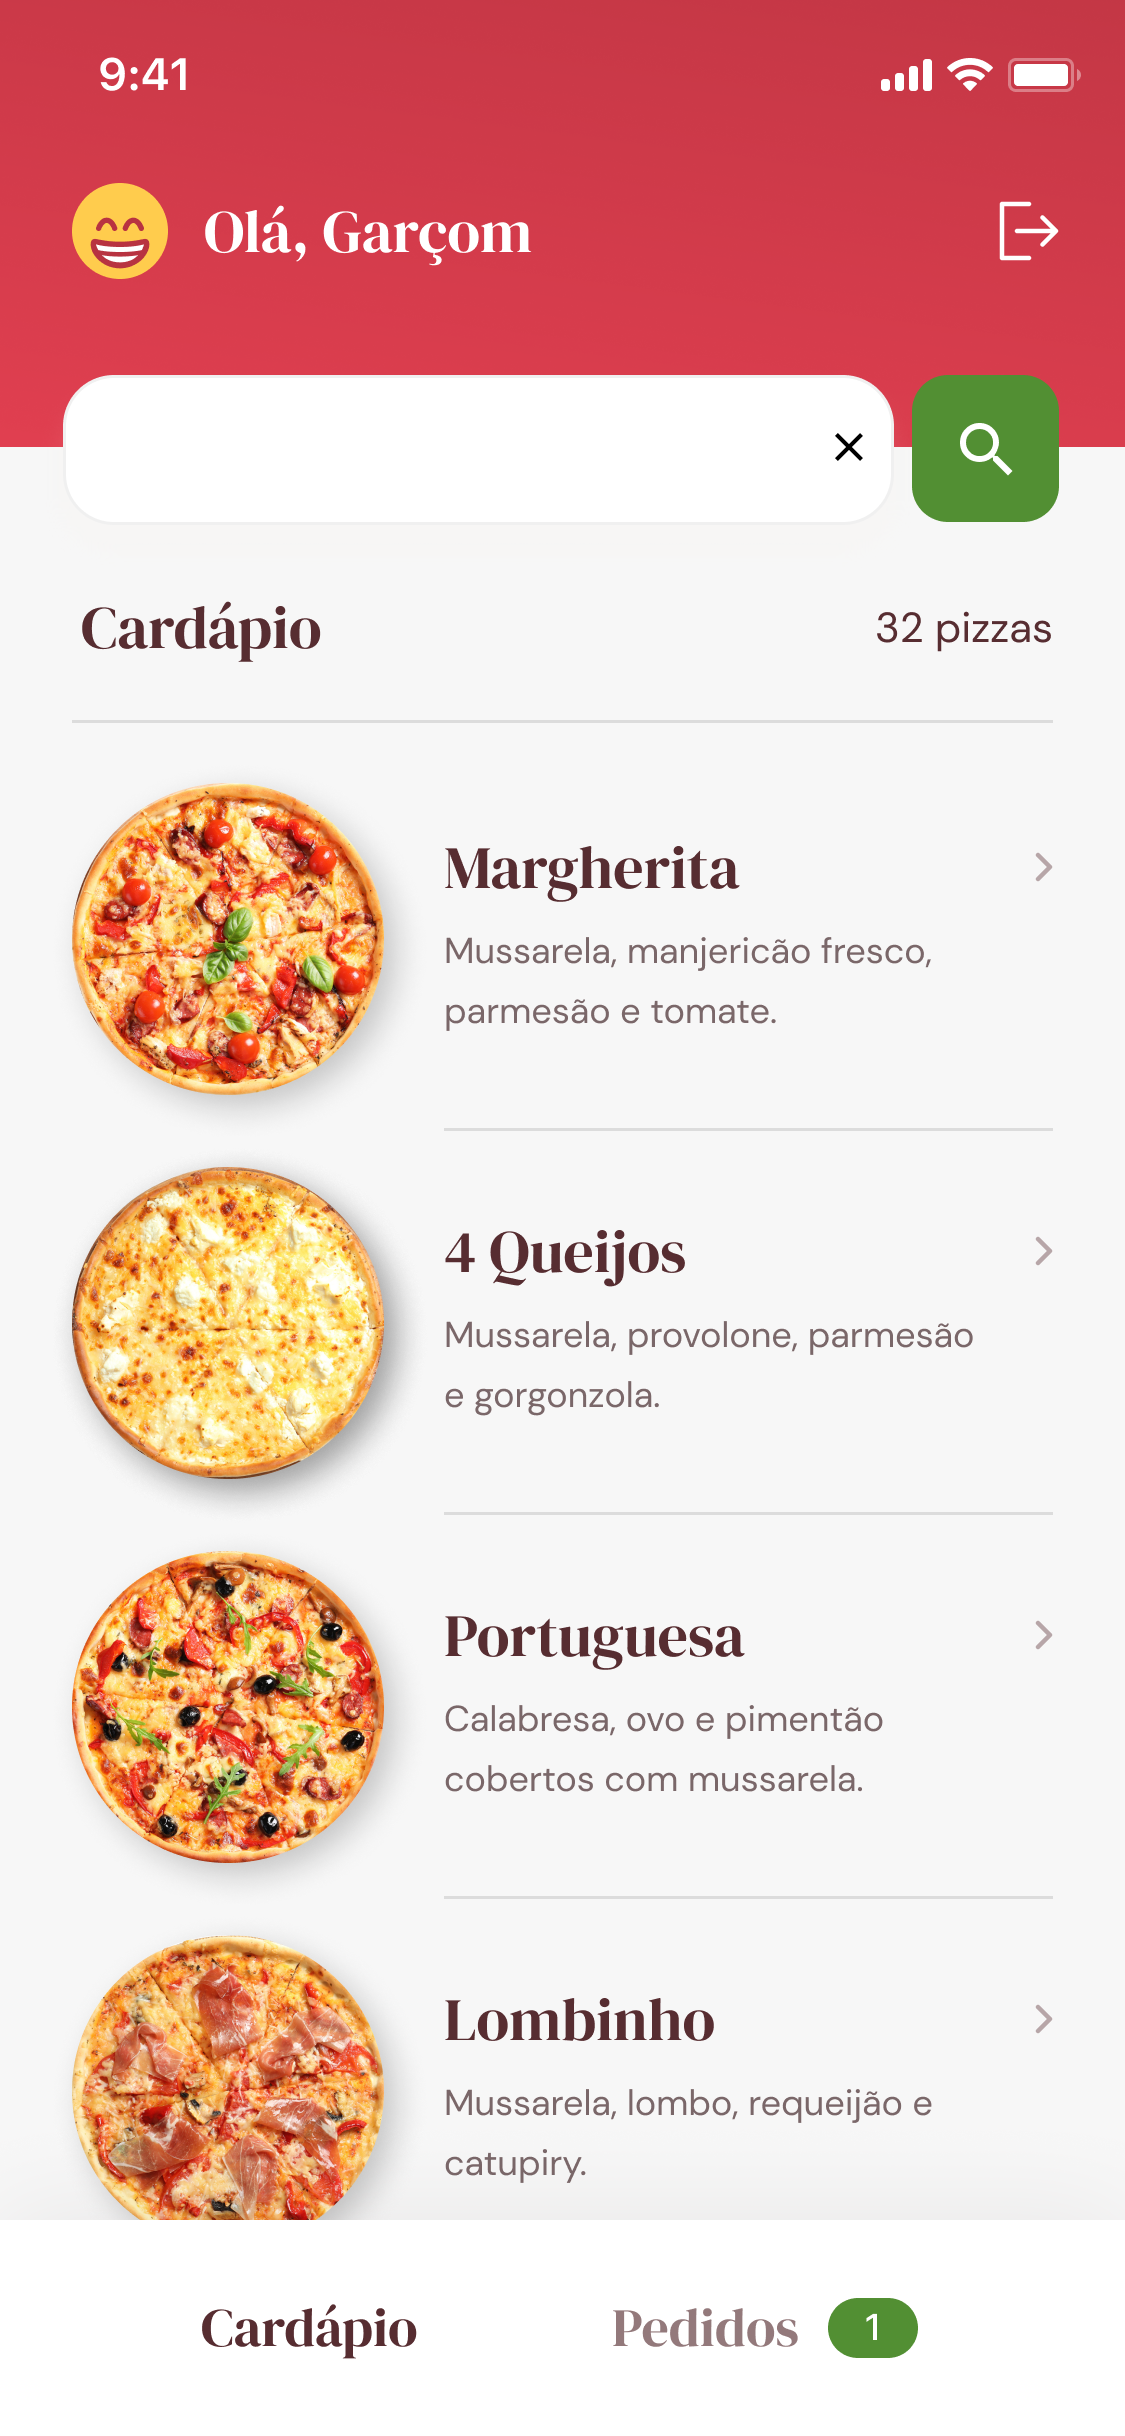 9:41
Olá, Garçom
Cardápio
32 pizzas
Margherita
Mussarela, manjericão fresco,
parmesão e tomate.
4 Queijos
Mussarela, provolone, parmesão
e gorgonzola.
Portuguesa
Calabresa, ovo e pimentão
cobertos com mussarela.
Lombinho
Mussarela, lombo, requeijão e
catupiry.
Cardápio
Pedidos
1